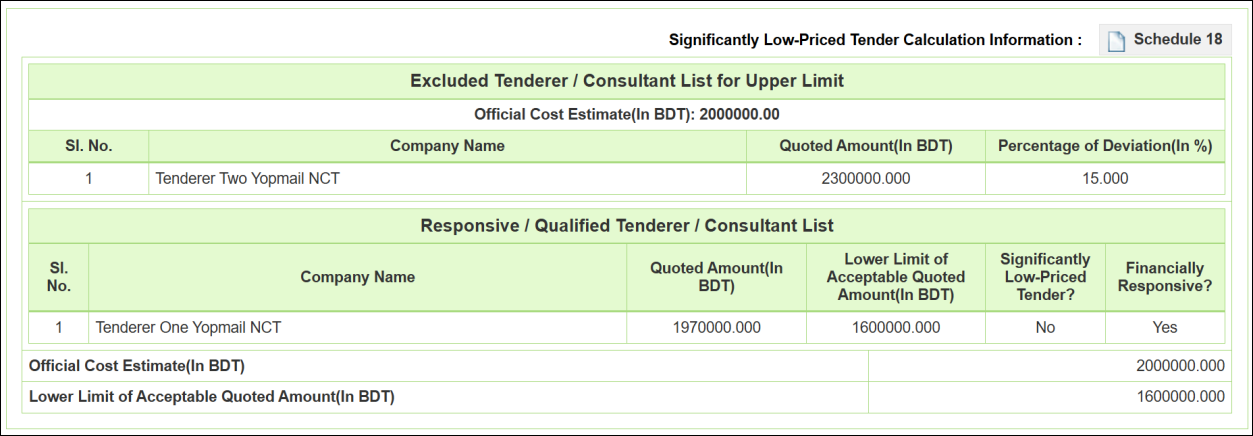 Significantly Low-Priced Tender Calculation Information : Schedule 18
Excluded Tenderer / Consultant List for Upper Limit
Official Cost Estimate(In BDT): 2000000.00
Sl. No. Company Name Quoted Amount(In BDT) Percentage of Deviation(In %)
1 Tenderer Two Yopmail NCT 2300000.000 15.000
Responsive / Qualified Tenderer / Consultant List
Sl.
No.
Company Name
Quoted Amount(In
BDT)
Lower Limit of
Acceptable Quoted
Amount(In BDT)
Significantly
Low-Priced
Tender?
Financially
Responsive?
1 Tenderer One Yopmail NCT 1970000.000 1600000.000 No Yes
Official Cost Estimate(In BDT) 2000000.000
Lower Limit of Acceptable Quoted Amount(In BDT) 1600000.000